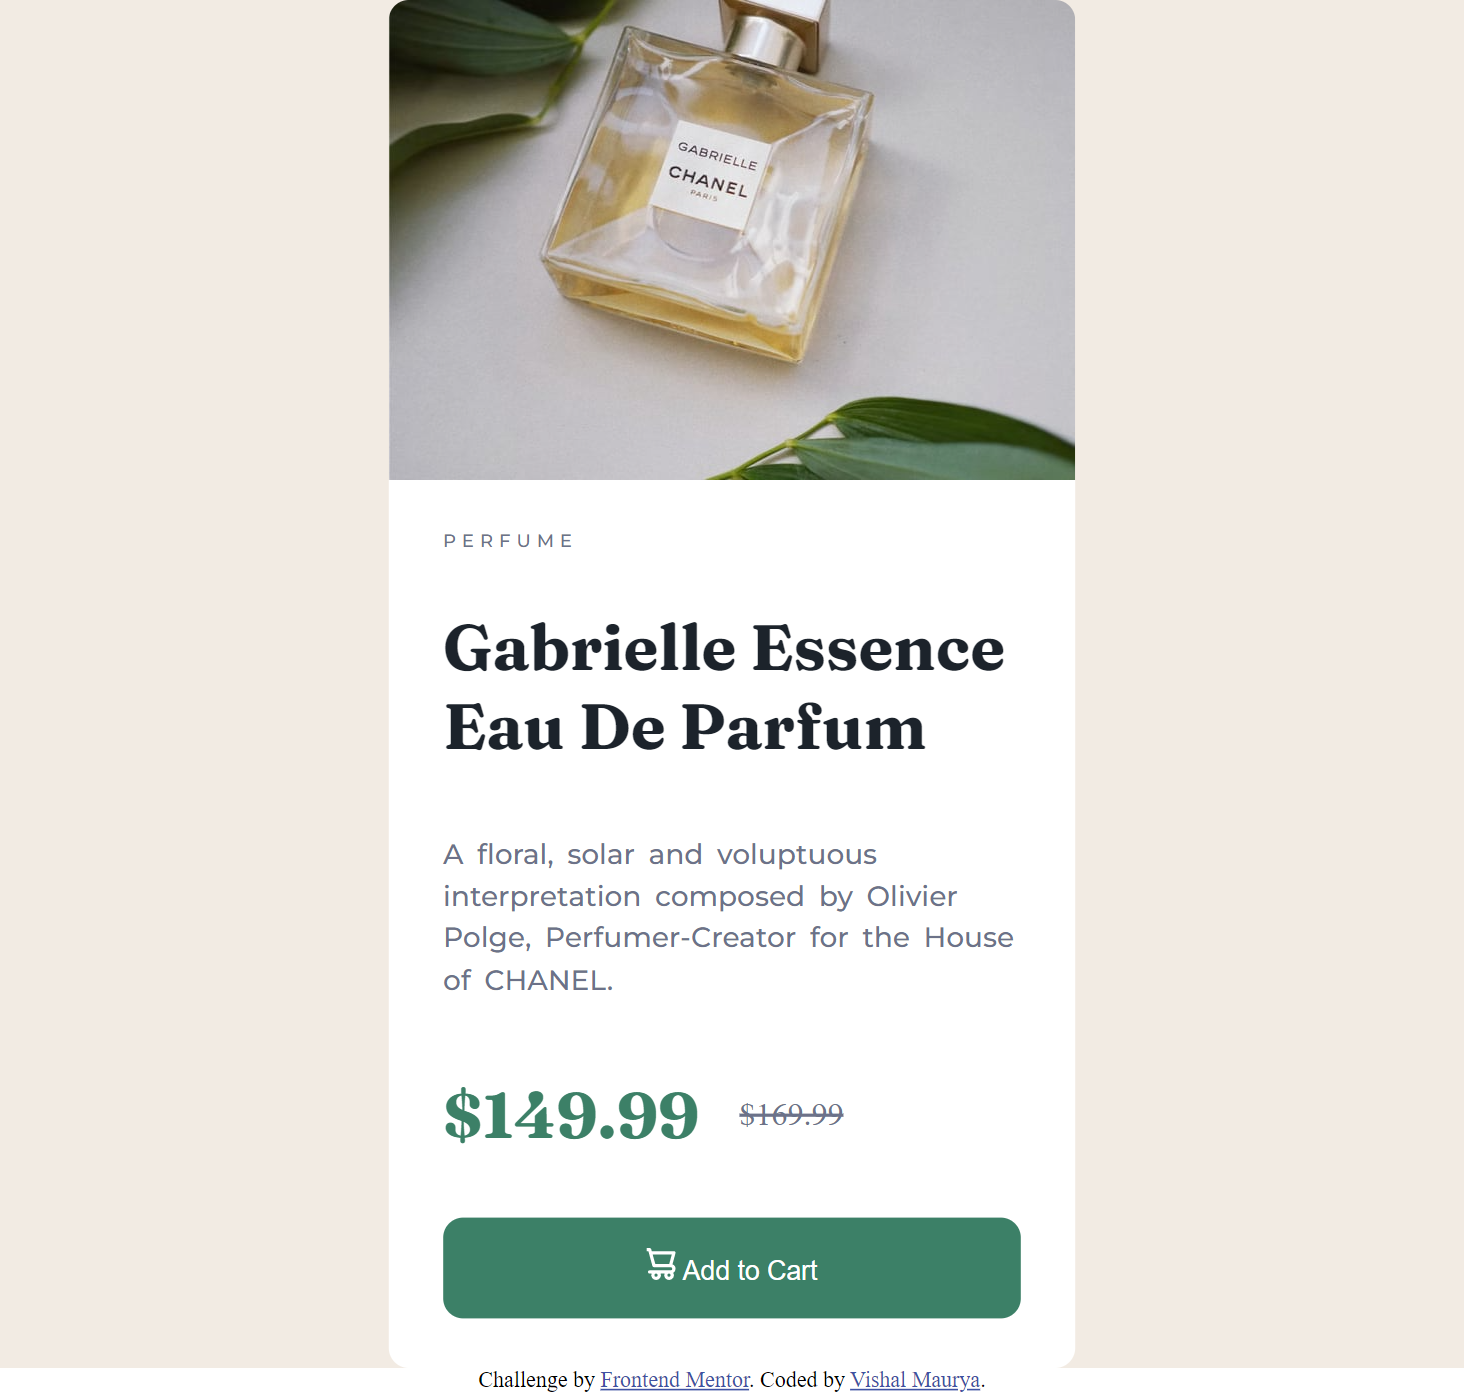 GABRIELLE
CHANEL
PARIS
PERFUME
Gabrielle Essence
Eau De Parfum
A floral, solar and voluptuous
interpretation composed by Olivier
Polge, Perfumer-Creator for the House
of CHANEL.
$149.99 $169.99
Add to Cart
Challenge by Frontend Mentor. Coded by Vishal Maurya.